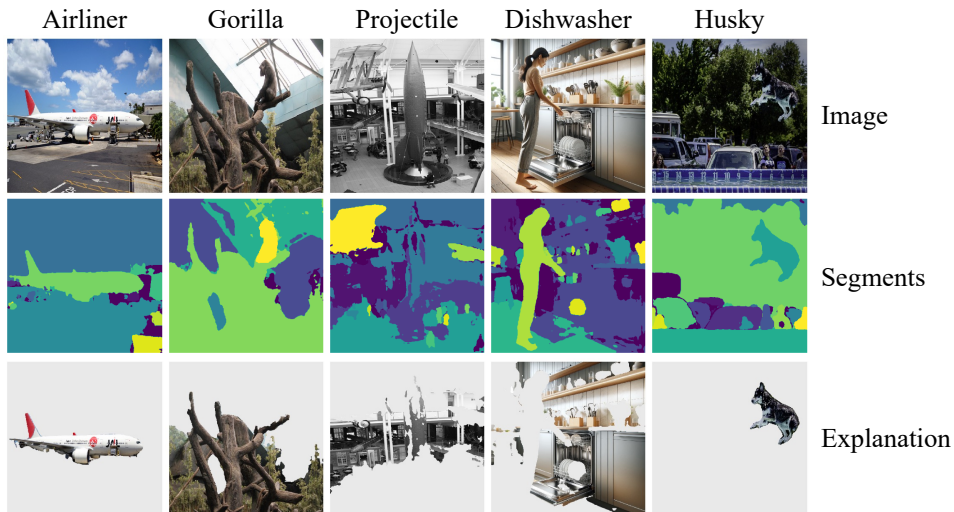 Airliner Gorilla Projectile Dishwasher Husky
Image
Segments
Explanation